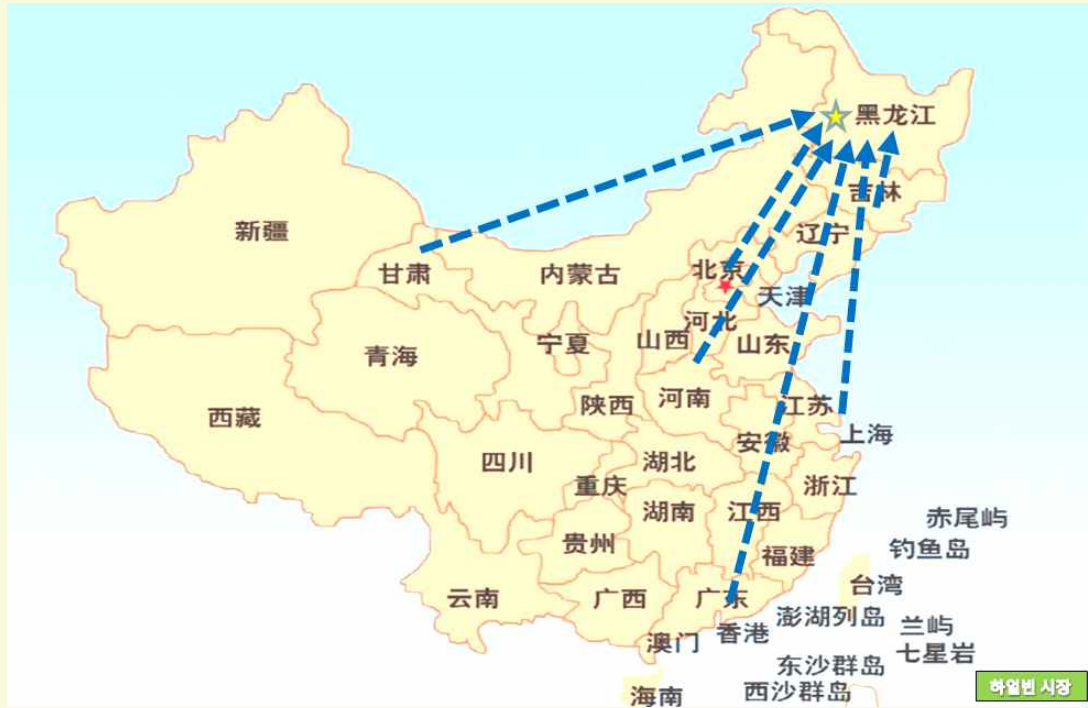 黑龙江
吉林
辽宁
新疆
北京
甘肃
内蒙古
天津
河北
山西
山东
宁夏
青海
河南
陕西
江苏
西藏
上海
安徽
四川
湖北
浙江
重庆
湖南
江西
赤尾屿
贵州
钓鱼岛
福建
台湾
云南
广西
广东
澎湖列岛
兰屿
香港
澳门
七星岩
东沙群岛
西沙群岛
海南
하얼빈 시장